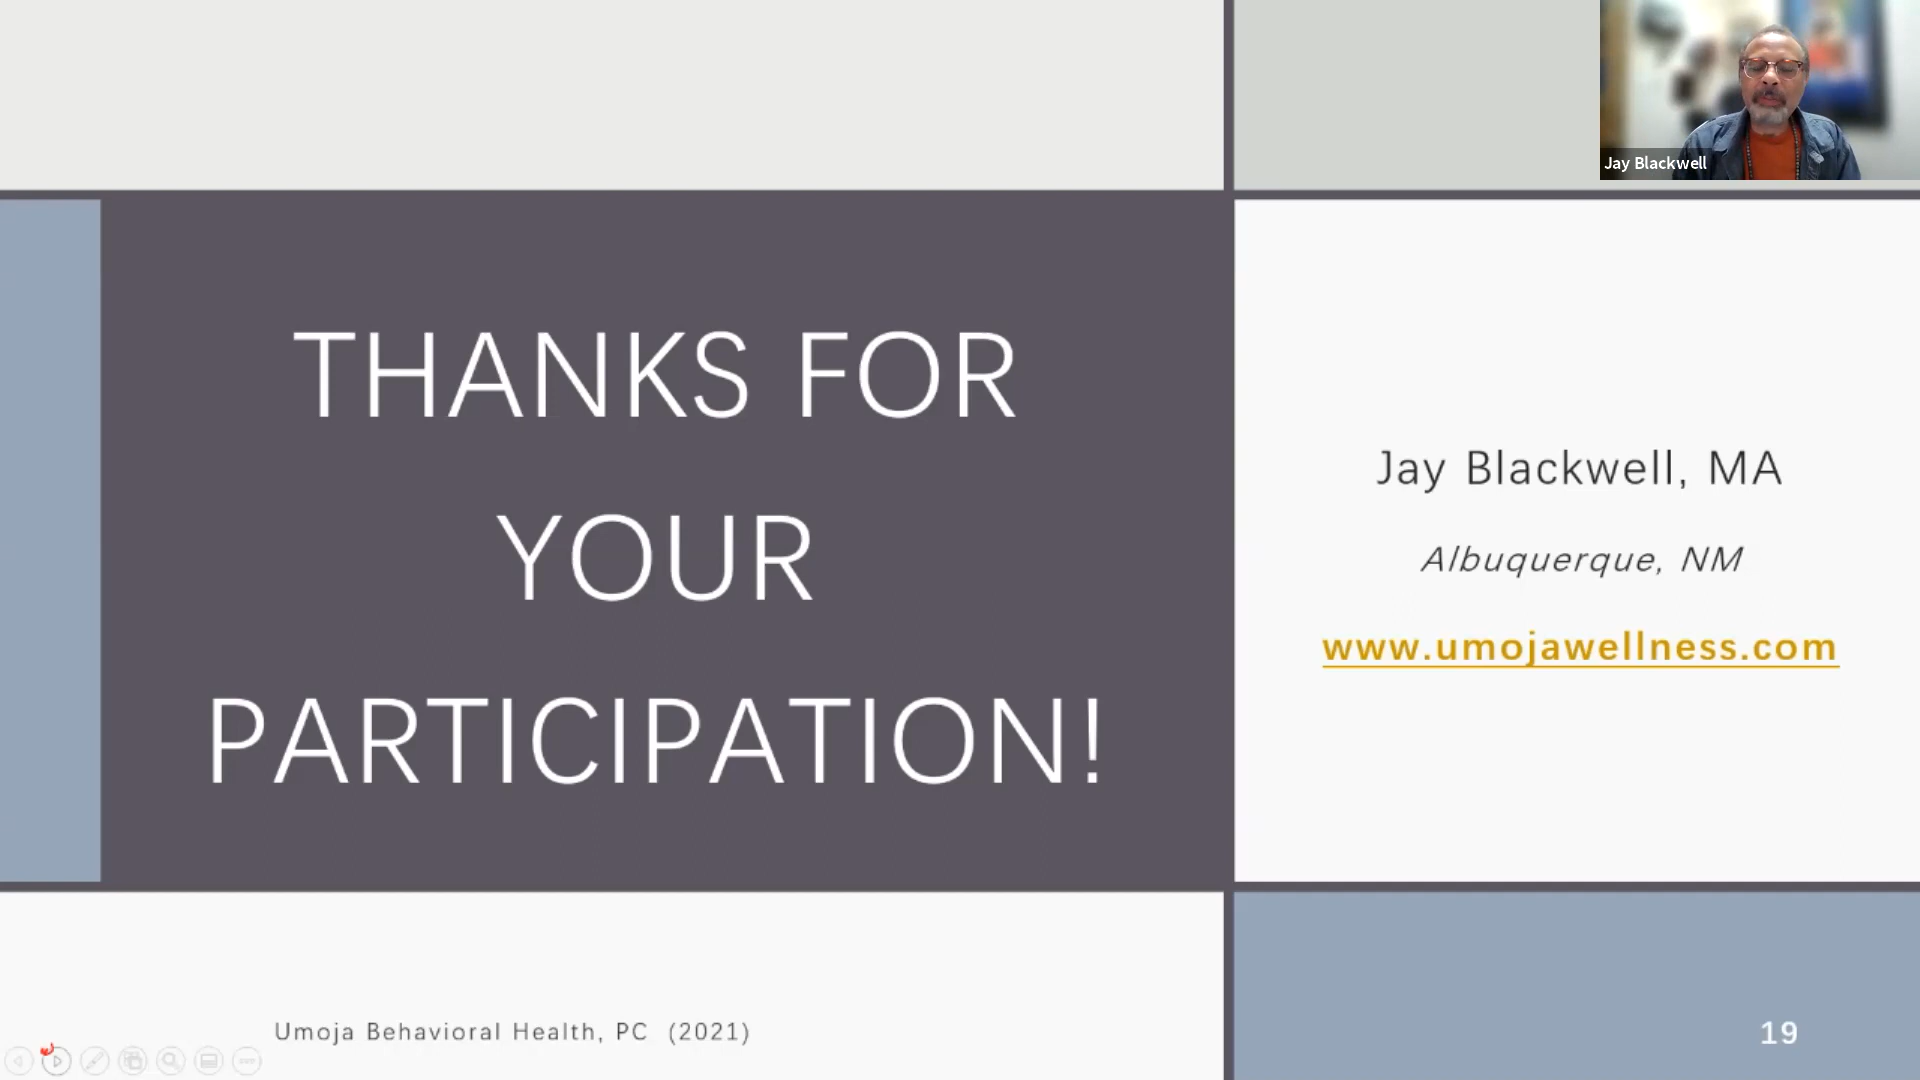 Jay Blackwell
THANKS FOR
YOUR
PARTICIPATION!
Jay Blackwell, MA
Albuquerque, NM
www.umojawellness.com
Umoja Behavioral Health, PC (2021)
19